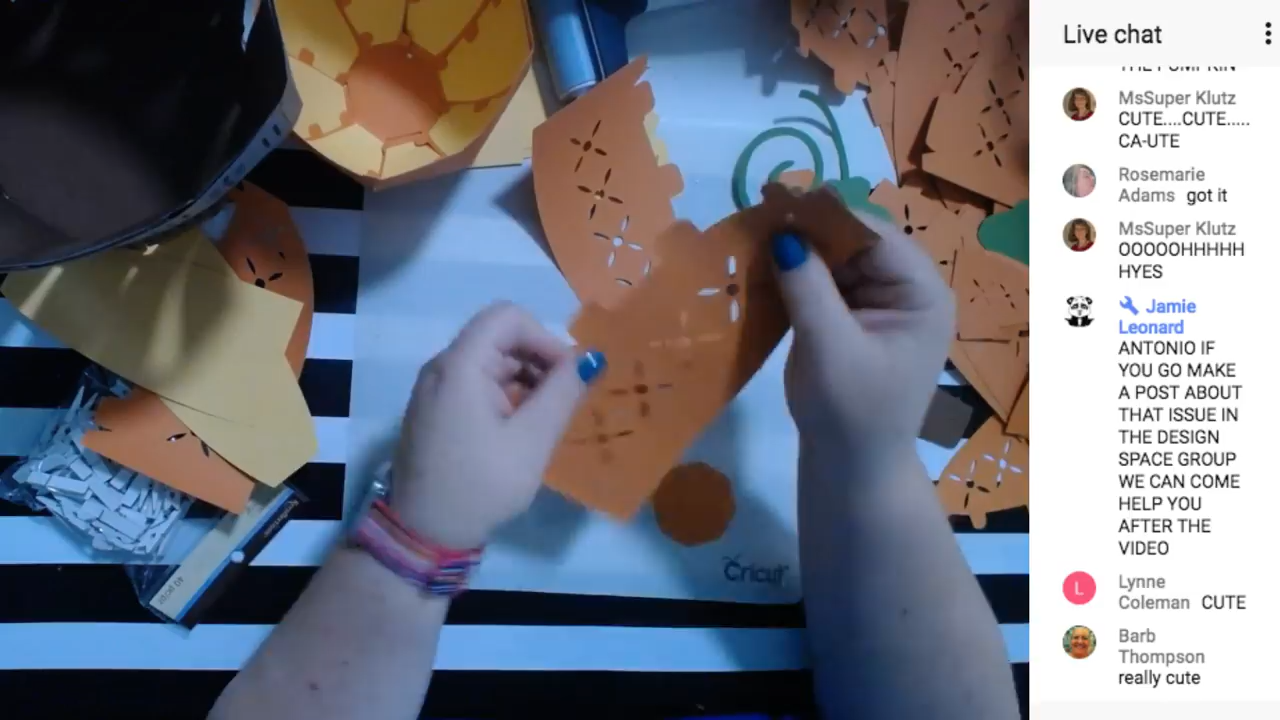 Live chat
THE PUMPKIN
MsSuper Klutz
CUTE....CUTE.....
CA-UTE
Rosemarie
Adams got it
MsSuper Klutz
OOOOOHHHHH
HYES
Jamie
Leonard
ANTONIO IF
YOU GO MAKE
A POST ABOUT
THAT ISSUE IN
THE DESIGN
SPACE GROUP
WE CAN COME
HELP YOU
AFTER THE
VIDEO
L Lynne
Coleman CUTE
Barb
Thompson
really cute
Cricut